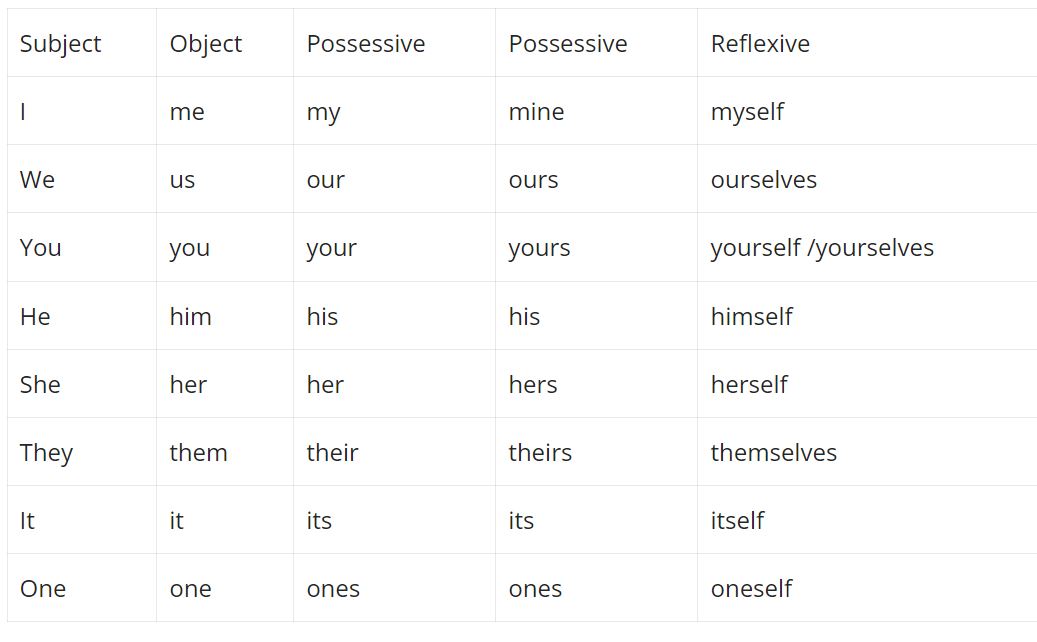 Subject Object Possessive Possessive Reflexive
I me my mine myself
We us our ours ourselves
You you your yours yourself /yourselves
He him his his himself
She her her hers herself
They them their theirs themselves
It it its its itself
One one ones ones oneself